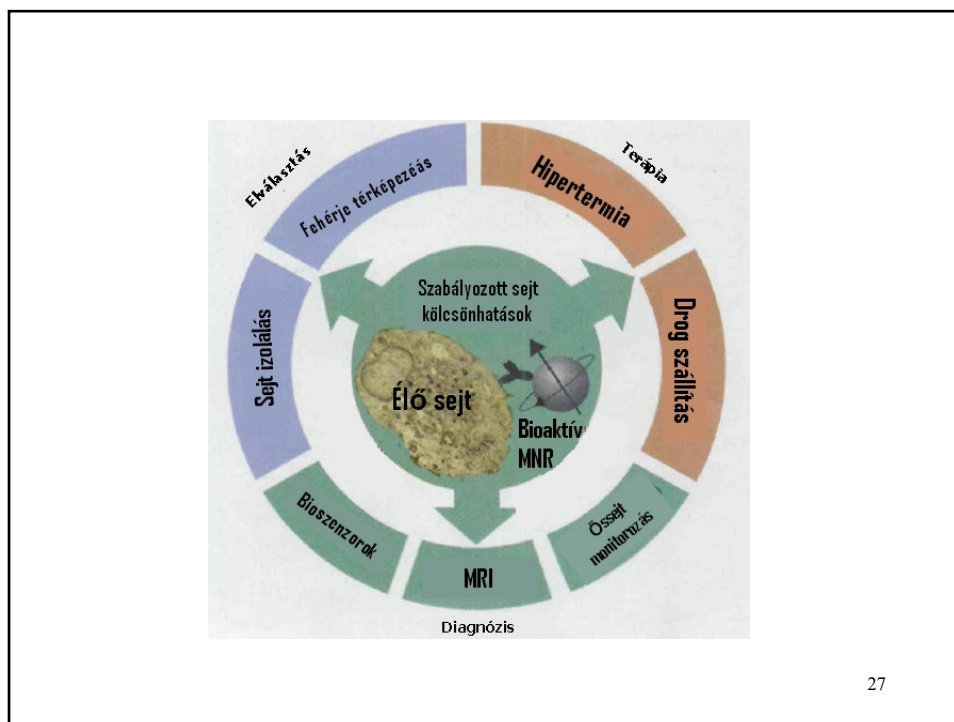 Elválasztás
Fehérje térképezéás
Hipertermia
Terápia
Sejt izolálás
Szabályozott sejt
kölcsönhatások
Drog szállítás
Élő sejt
Bioaktív
MNR
Bioszenzorok
MRI
Őssejt
monitorozás
Diagnózis
27